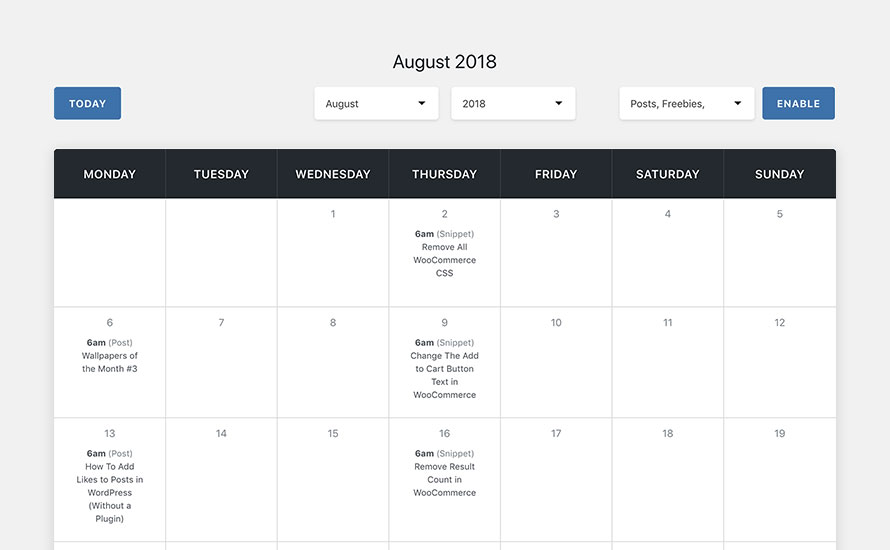 August 2018
TODAY
August
2018
Posts, Freebies,
ENABLE
MONDAY
TUESDAY
WEDNESDAY
THURSDAY
FRIDAY
SATURDAY
SUNDAY
1
2
6am (Snippet)
Remove All
WooCommerce
CSS
3
4
5
6
6am (Post)
Wallpapers of
the Month #3
7
8
9
6am (Snippet)
Change The Add
to Cart Button
Text in
WooCommerce
10
11
12
13
6am (Post)
How To Add
Likes to Posts in
WordPress
(Without a
Plugin)
14
15
16
6am (Snippet)
Remove Result
Count in
WooCommerce
17
18
19